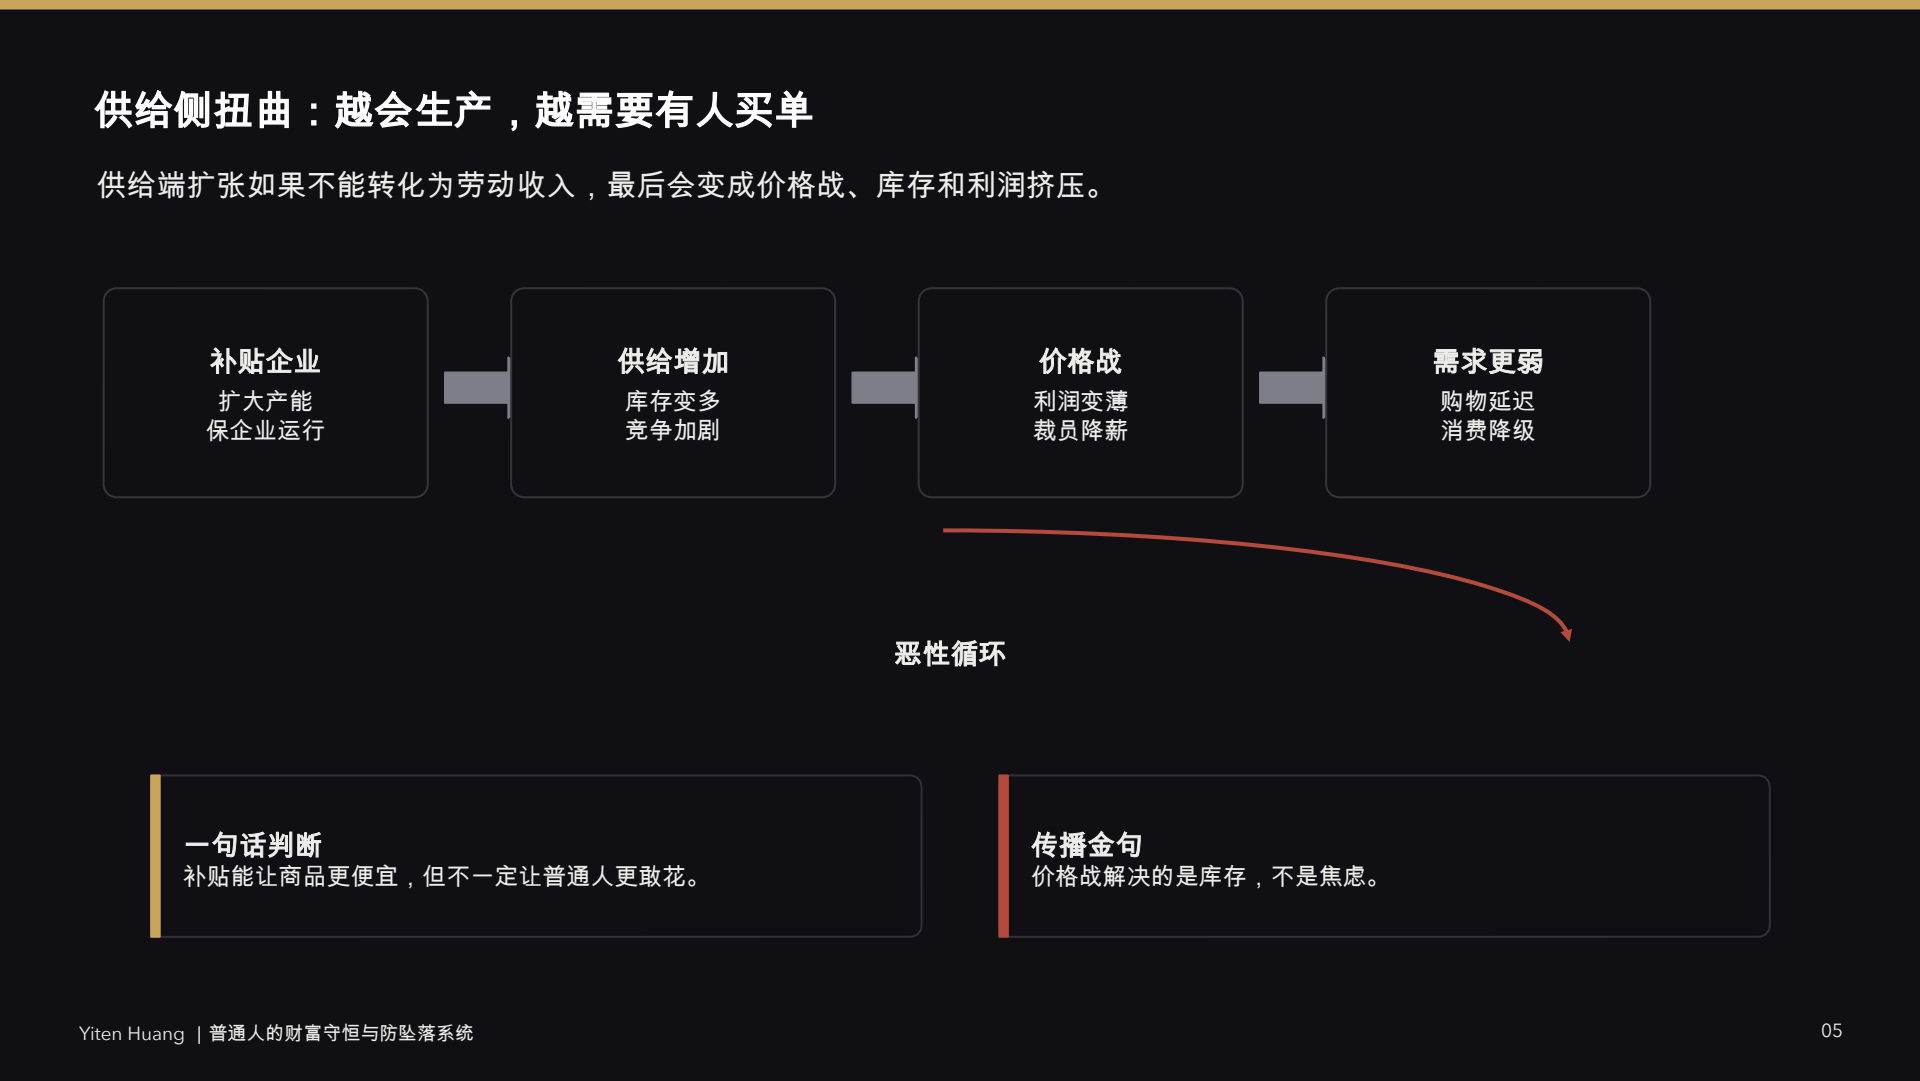 供给侧扭曲：越会生产，越需要有人买单
供给端扩张如果不能转化为劳动收入，最后会变成价格战、库存和利润挤压。
补贴企业
扩大产能
保企业运行
供给增加
库存变多
竞争加剧
价格战
利润变薄
裁员降薪
需求更弱
购物延迟
消费降级
恶性循环
一句话判断
补贴能让商品更便宜，但不一定让普通人更敢花。
传播金句
价格战解决的是库存，不是焦虑。
Yiten Huang ｜普通人的财富守恒与防坠落系统
05